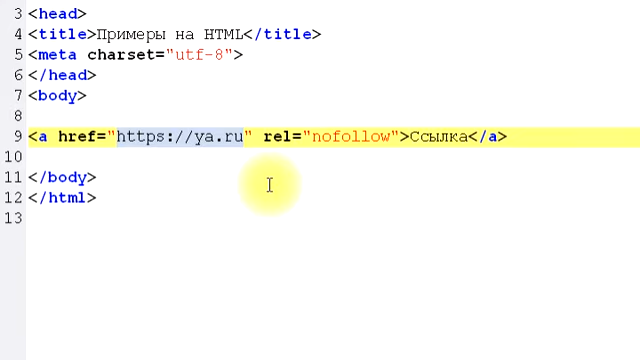 3 <head>
4 <title>Примеры на HTML</title>
5 <meta charset="utf-8">
6 </head>
7 <body>
8
9 <a href="https://ya.ru" rel="nofollow">Ссылка</a>
10
11 </body>
12 </html>
13